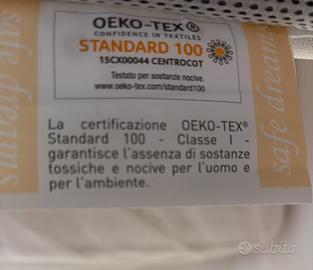 OEKO-TEX®
CONFIDENCE IN TEXTILES
STANDARD 100
15CX00044 CENTROCOT
Testato per sostanze nocive.
www.oeko-tex.com/standard100
La certificazione OEKO-TEX®
Standard 100 - Classe I -
garantisce l'assenza di sostanze
tossiche e nocive per l'uomo e
per l'ambiente.
safe dreams
safe dream
subito